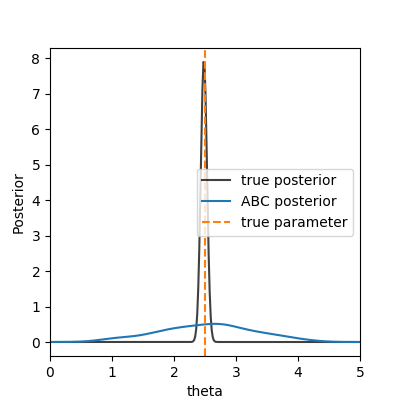 8
7
6
5
4
3
2
1
0
Posterior
true posterior
ABC posterior
true parameter
0 1 2 3 4 5
theta